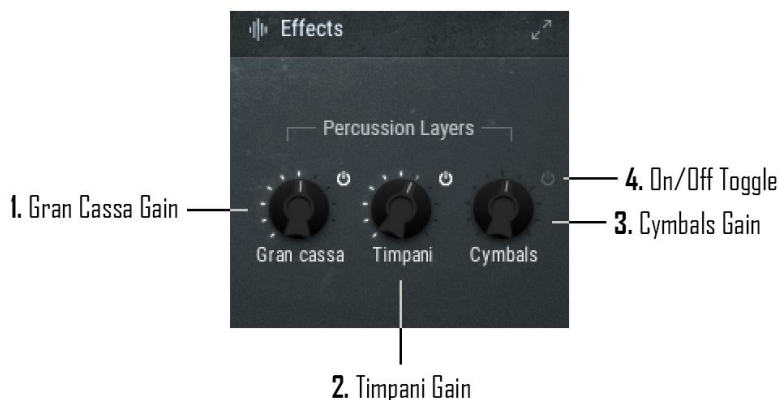 Effects
Percussion Layers
4. On/Off Toggle
1. Gran Cassa Gain
3. Cymbals Gain
Gran cassa
Timpani
Cymbals
2. Timpani Gain